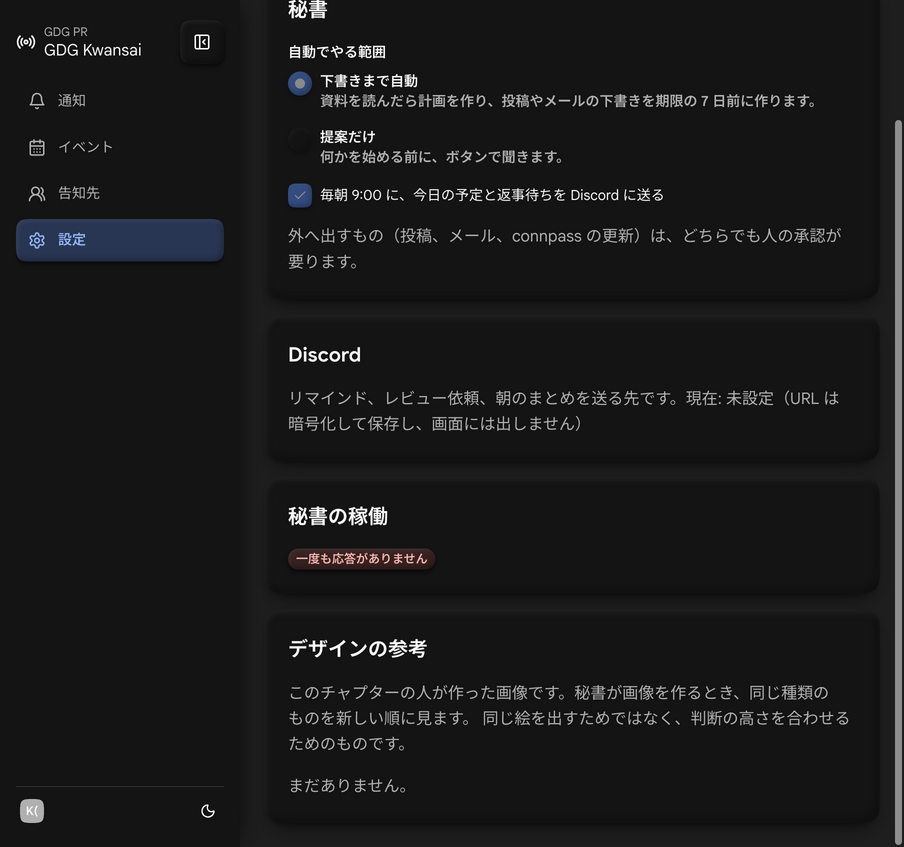 GDG PR
GDG Kwansai
通知
イベント
告知先
設定
K(
秘書
自動でやる範囲
下書きまで自動
資料を読んだら計画を作り、投稿やメールの下書きを期限の 7 日前に作ります。
提案だけ
何かを始める前に、ボタンで聞きます。
毎朝 9:00 に、今日の予定と返事待ちを Discord に送る
外へ出すもの（投稿、メール、connpass の更新）は、どちらでも人の承認が
要ります。
Discord
リマインド、レビュー依頼、朝のまとめを送る先です。現在: 未設定（URL は
暗号化して保存し、画面には出しません）
秘書の稼働
一度も応答がありません
デザインの参考
このチャプターの人が作った画像です。秘書が画像を作るとき、同じ種類の
ものを新しい順に見ます。 同じ絵を出すためではなく、判断の高さを合わせる
ためのものです。
まだありません。